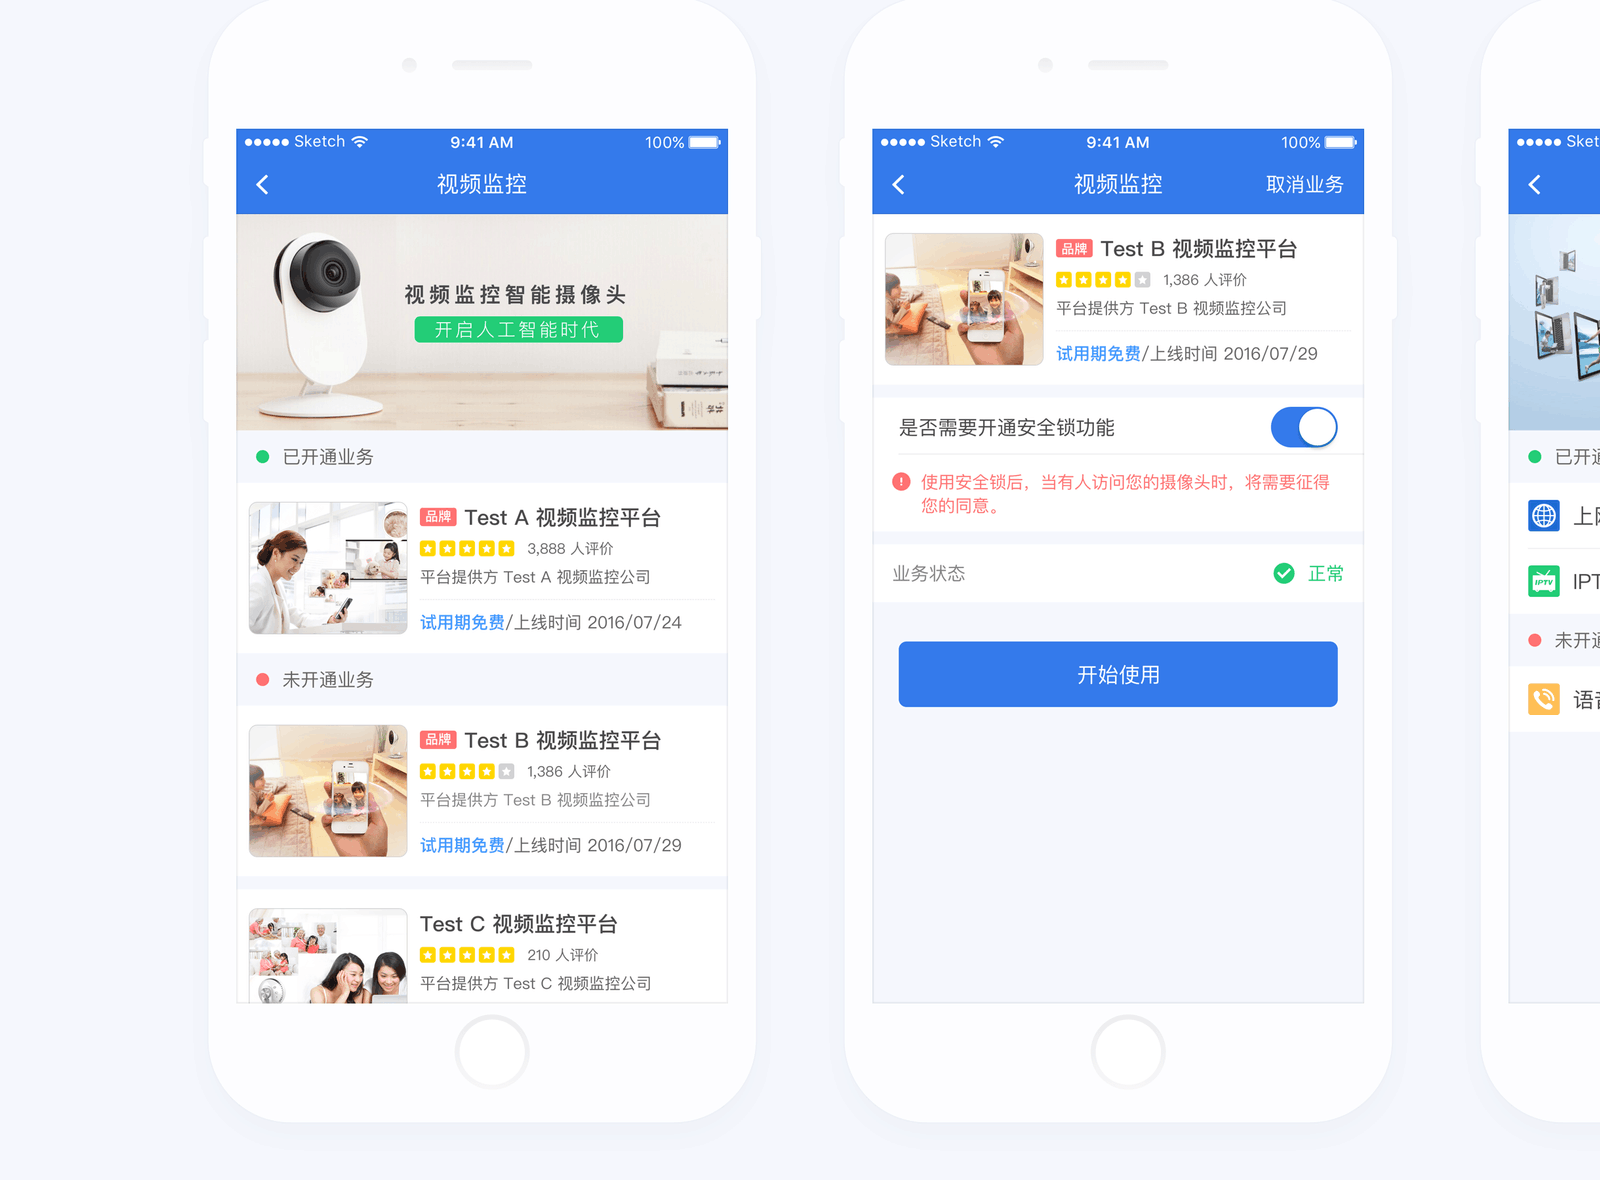 Sketch 9:41 AM 100%
视频监控
视频监控智能摄像头
开启人工智能时代
已开通业务
品牌 Test A 视频监控平台
3,888 人评价
平台提供方 Test A 视频监控公司
试用期免费/上线时间 2016/07/24
未开通业务
品牌 Test B 视频监控平台
1,386 人评价
平台提供方 Test B 视频监控公司
试用期免费/上线时间 2016/07/29
Test C 视频监控平台
210 人评价
平台提供方 Test C 视频监控公司
Sketch 9:41 AM 100%
视频监控 取消业务
品牌 Test B 视频监控平台
1,386 人评价
平台提供方 Test B 视频监控公司
试用期免费/上线时间 2016/07/29
是否需要开通安全锁功能
使用安全锁后，当有人访问您的摄像头时，将需要征得
您的同意。
业务状态 正常
开始使用
Sket
已开通
上网
IPTV IPT
未开通
语音